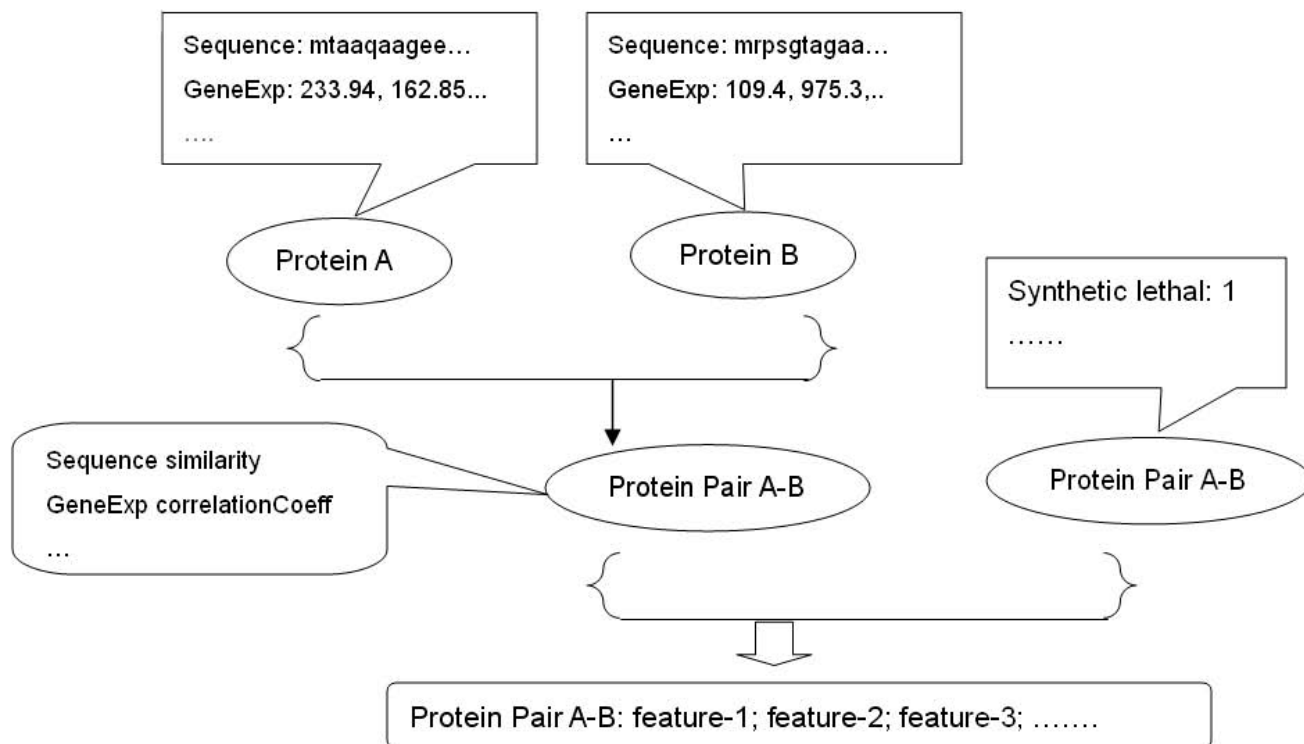 Sequence: mtaaqaagee...
GeneExp: 233.94, 162.85...
....
Sequence: mrpsgtagaa...
GeneExp: 109.4, 975.3,..
...
Protein A
Protein B
Synthetic lethal: 1
......
Sequence similarity
GeneExp correlationCoeff
...
Protein Pair A-B
Protein Pair A-B
Protein Pair A-B: feature-1; feature-2; feature-3; .......